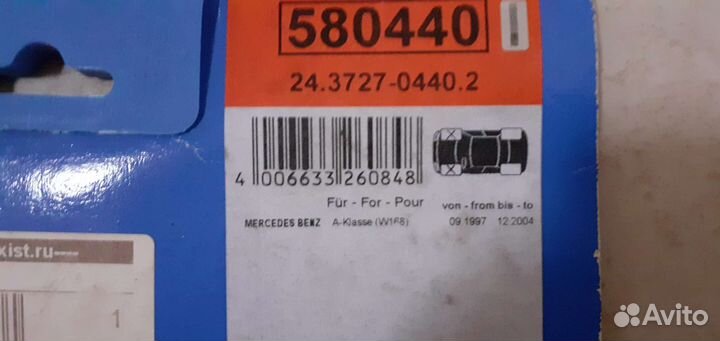 580440
24.3727-0440.2
4 006633 260848
Für - For - Pour
von - from bis - to
MERCEDES BENZ A-Klasse (W168) 09.1997 12.2004
xist.ru
1
Avito